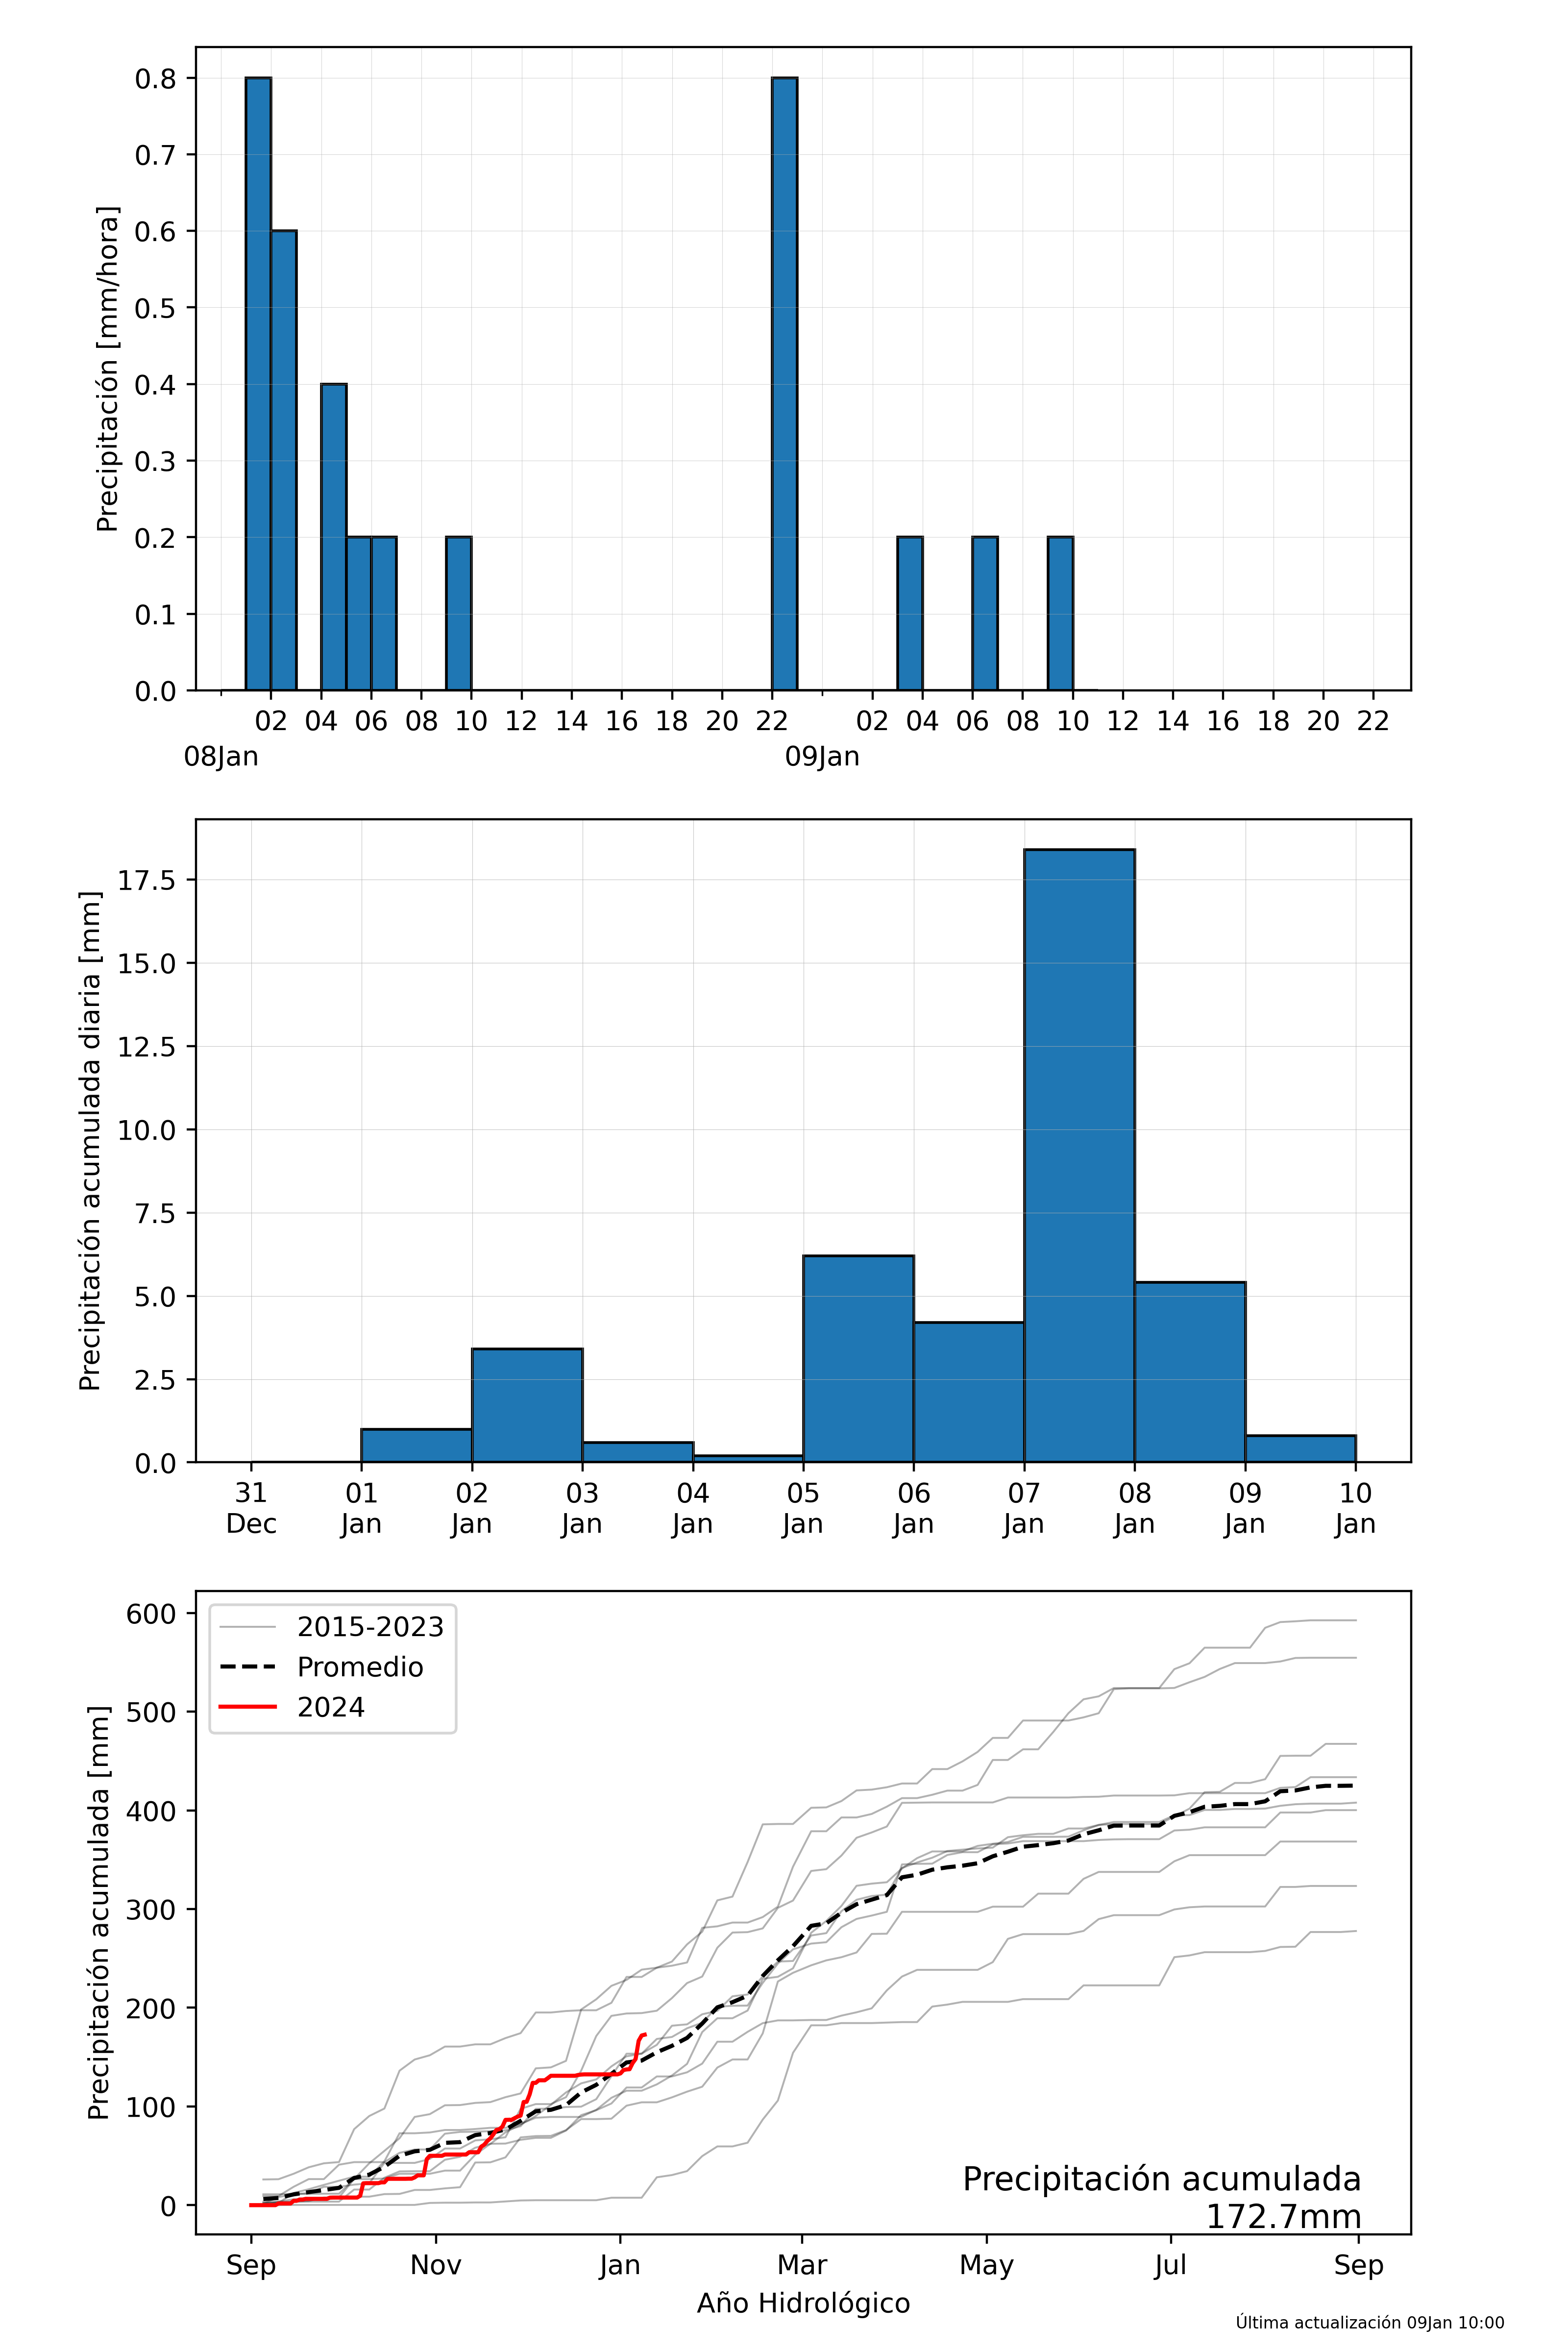 Precipitación [mm/hora]
0.8
0.7
0.6
0.5
0.4
0.3
0.2
0.1
0.0
02 04 06 08 10 12 14 16 18 20 22 02 04 06 08 10 12 14 16 18 20 22
08Jan 09Jan
Precipitación acumulada diaria [mm]
17.5
15.0
12.5
10.0
7.5
5.0
2.5
0.0
31 01 02 03 04 05 06 07 08 09 10
Dec Jan Jan Jan Jan Jan Jan Jan Jan Jan Jan
Precipitación acumulada [mm]
600
500
400
300
200
100
0
2015-2023
Promedio
2024
Precipitación acumulada
172.7mm
Sep Nov Jan Mar May Jul Sep
Año Hidrológico
Última actualización 09Jan 10:00